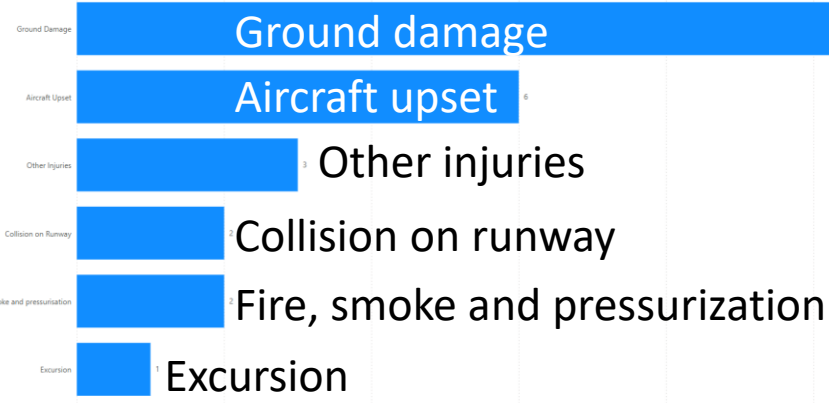 Ground Damage
Ground damage
Aircraft Upset
Aircraft upset
6
Other Injuries
3
Other injuries
Collision on Runway
2
Collision on runway
and pressurisation
2
Fire, smoke and pressurization
Excursion
1
Excursion